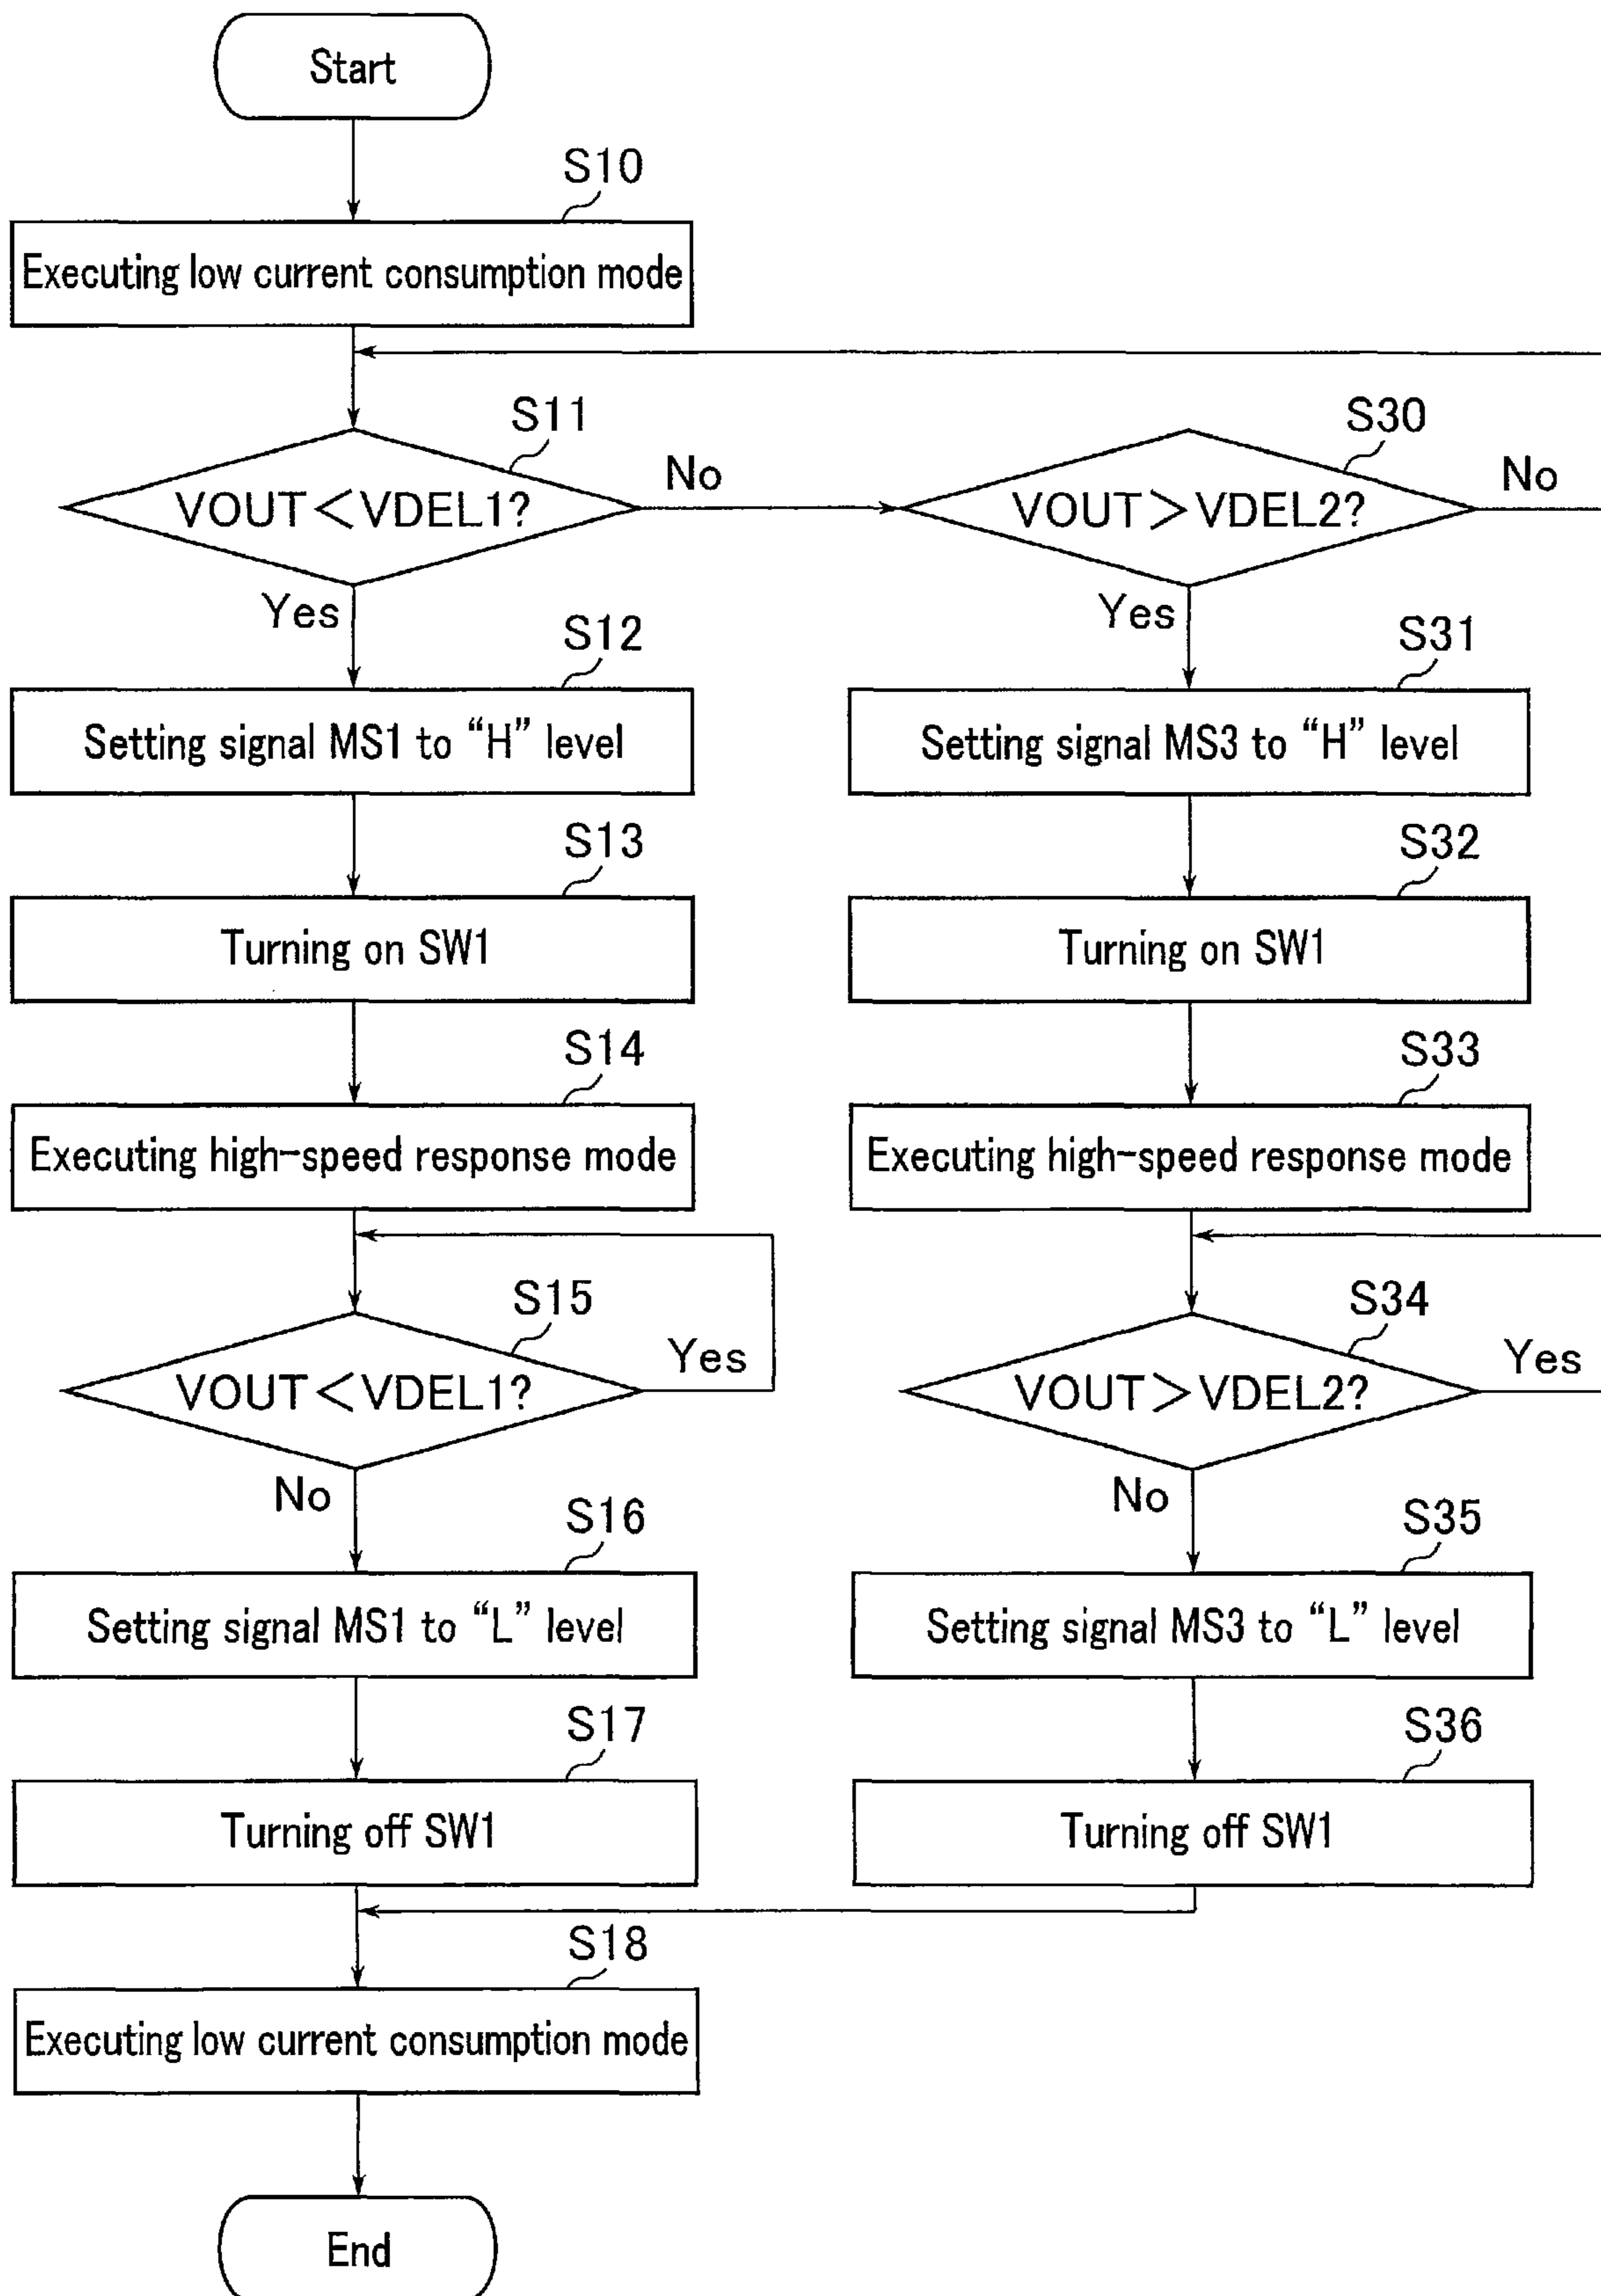 Start
S10
Executing low current consumption mode
S11
VOUT＜VDEL1?
No
S30
VOUT＞VDEL2?
No
Yes
Yes
S12
Setting signal MS1 to “H” level
S31
Setting signal MS3 to “H” level
S13
Turning on SW1
S32
Turning on SW1
S14
Executing high-speed response mode
S33
Executing high-speed response mode
S15
VOUT＜VDEL1?
Yes
S34
VOUT＞VDEL2?
Yes
No
No
S16
Setting signal MS1 to “L” level
S35
Setting signal MS3 to “L” level
S17
Turning off SW1
S36
Turning off SW1
S18
Executing low current consumption mode
End